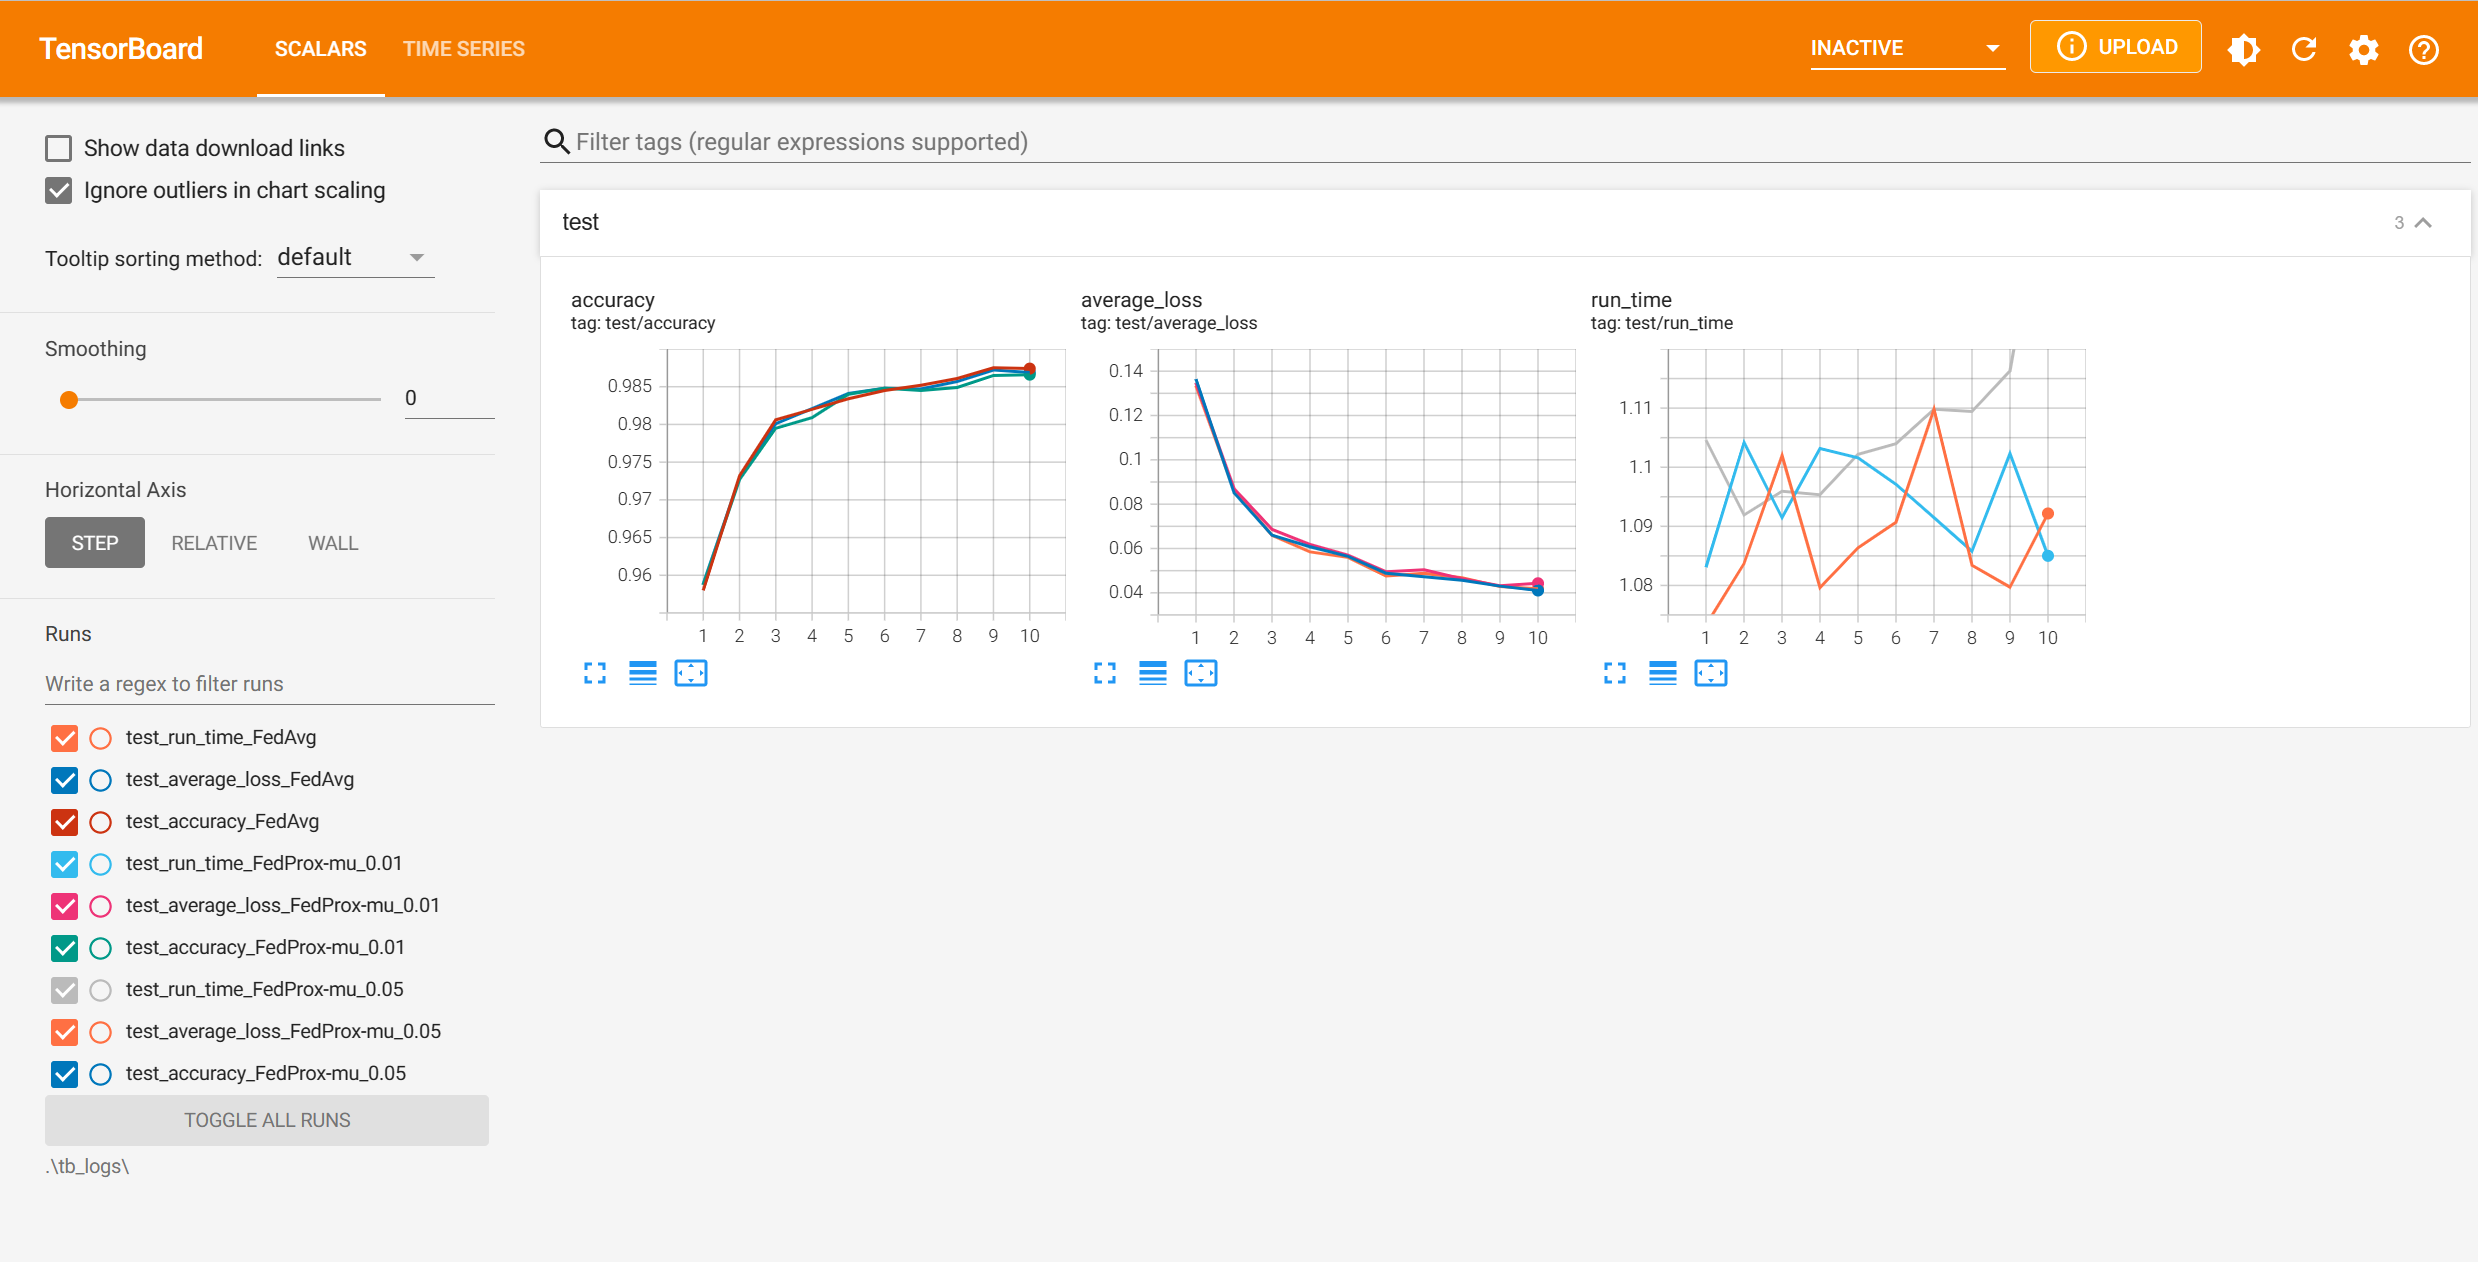 TensorBoard SCALARS TIME SERIES INACTIVE UPLOAD
Show data download links
Ignore outliers in chart scaling
Tooltip sorting method: default
Smoothing
0
Horizontal Axis
STEP RELATIVE WALL
Runs
Write a regex to filter runs
test_run_time_FedAvg
test_average_loss_FedAvg
test_accuracy_FedAvg
test_run_time_FedProx-mu_0.01
test_average_loss_FedProx-mu_0.01
test_accuracy_FedProx-mu_0.01
test_run_time_FedProx-mu_0.05
test_average_loss_FedProx-mu_0.05
test_accuracy_FedProx-mu_0.05
TOGGLE ALL RUNS
.\tb_logs\
Filter tags (regular expressions supported)
test 3
accuracy
tag: test/accuracy
0.985
0.98
0.975
0.97
0.965
0.96
1 2 3 4 5 6 7 8 9 10
average_loss
tag: test/average_loss
0.14
0.12
0.1
0.08
0.06
0.04
1 2 3 4 5 6 7 8 9 10
run_time
tag: test/run_time
1.11
1.1
1.09
1.08
1 2 3 4 5 6 7 8 9 10